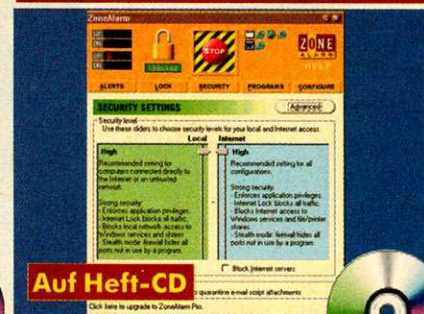 ZoneAlarm
STOP
ZONE
ALARM
HELP
UNLOCKED
ALERTS LOCK SECURITY PROGRAMS CONFIGURE
SECURITY SETTINGS Advanced
Security level
Use these sliders to choose security levels for your local and Internet access.
Local Internet
High
Recommended setting for
computers connected directly to
the Internet or an untrusted
network.
Strong security:
- Enforces application privileges.
- Internet Lock blocks all traffic.
- Blocks local network access to
Windows services and shares.
- Stealth mode: firewall hides all
ports not in use by a program.
High
Recommended setting for all
configurations.
Strong security:
- Enforces application privileges.
- Internet Lock blocks all traffic.
- Blocks Internet access to
Windows services and file/printer
shares.
- Stealth mode: firewall hides all
ports not in use by a program.
Block Internet servers
Auf Heft-CD
to quarantine e-mail script attachments
Click here to upgrade to ZoneAlarm Pro.